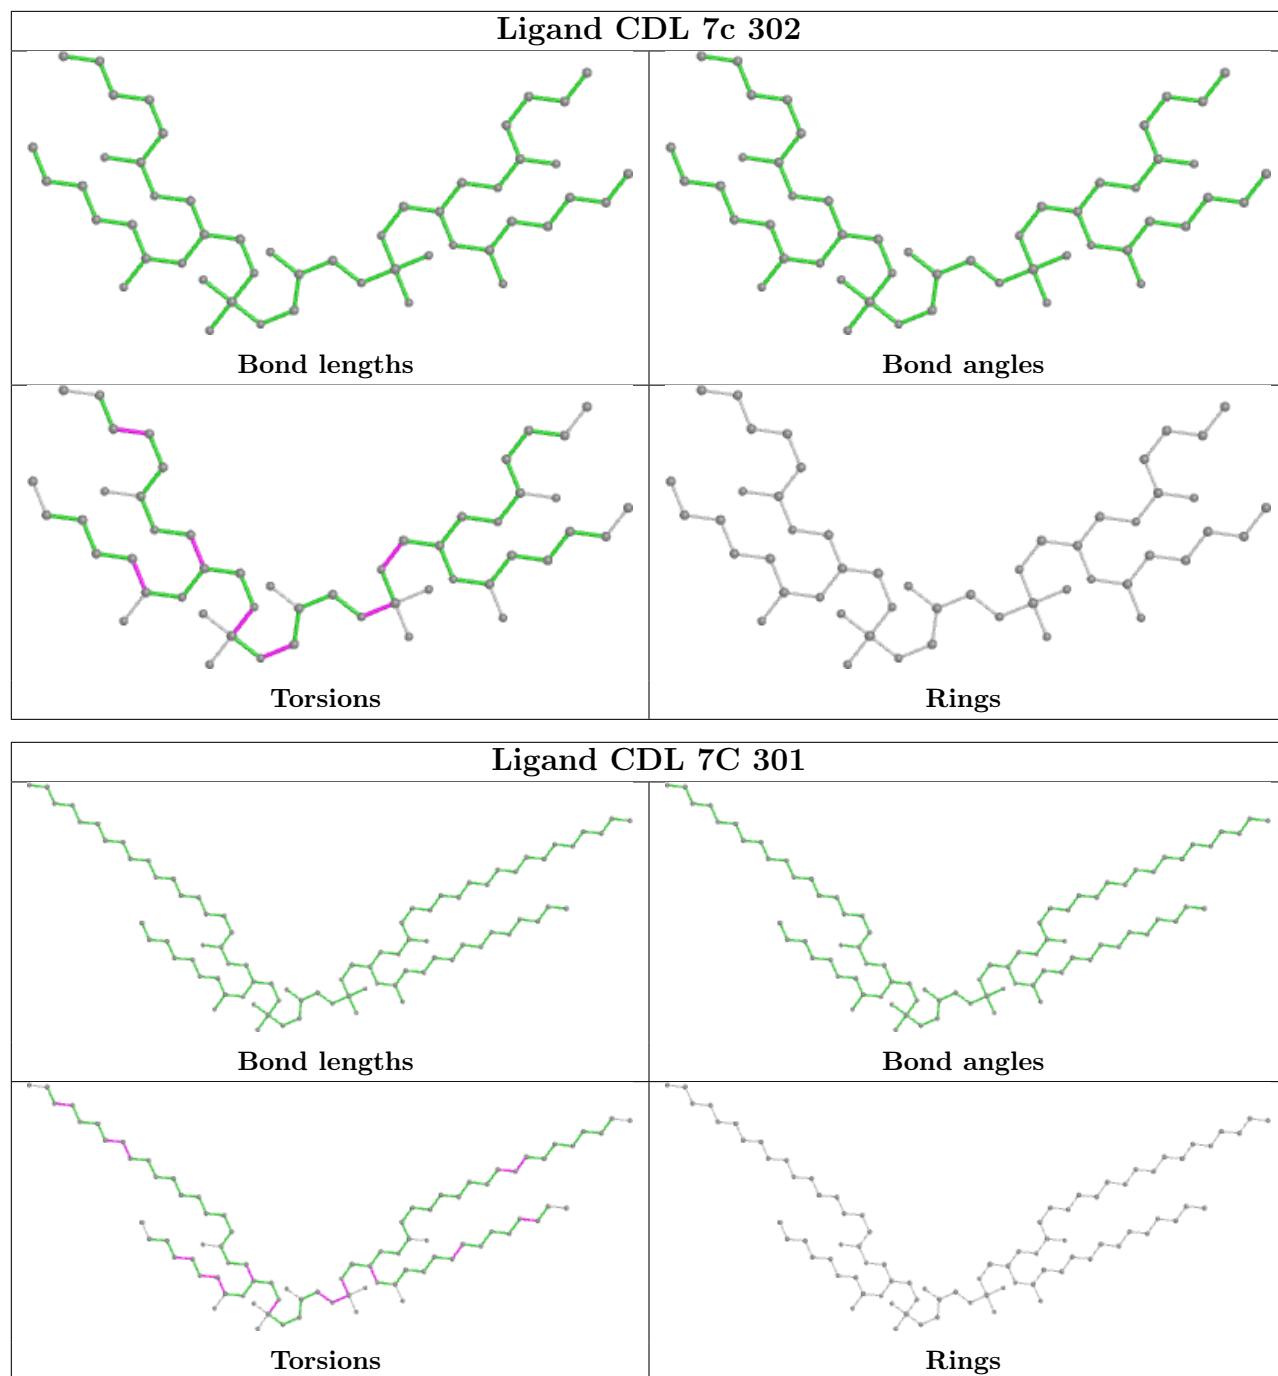 Ligand CDL 7c 302
Bond lengths
Bond angles
Torsions
Rings
Ligand CDL 7C 301
Bond lengths
Bond angles
Torsions
Rings